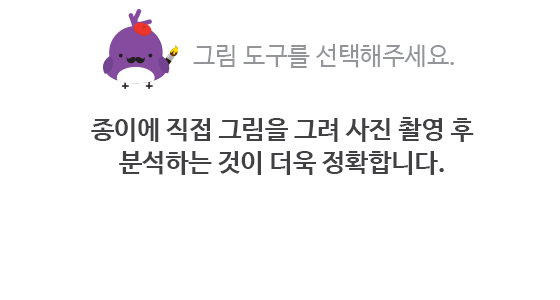 그림 도구를 선택해주세요.
종이에 직접 그림을 그려 사진 촬영 후
분석하는 것이 더욱 정확합니다.